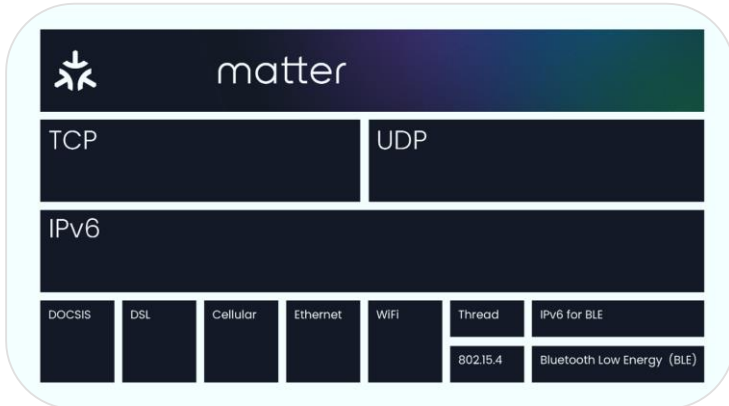 matter
TCP
UDP
IPv6
DOCSIS
DSL
Cellular
Ethernet
WiFi
Thread
IPv6 for BLE
802.15.4
Bluetooth Low Energy (BLE)